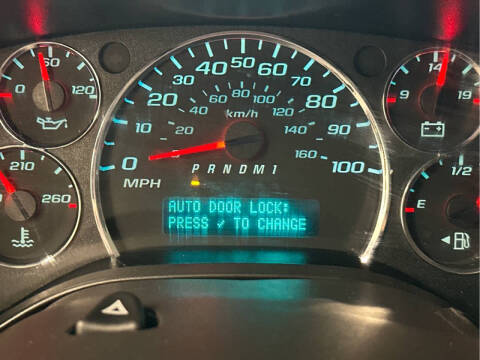 60
0 120
14
9 19
210
260
1/2
E
0 10 20 30 40 50 60 70 80 90 100
20 40 60 80 100 120 140 160
km/h
PRNDM1
MPH
AUTO DOOR LOCK:
PRESS ✓ TO CHANGE